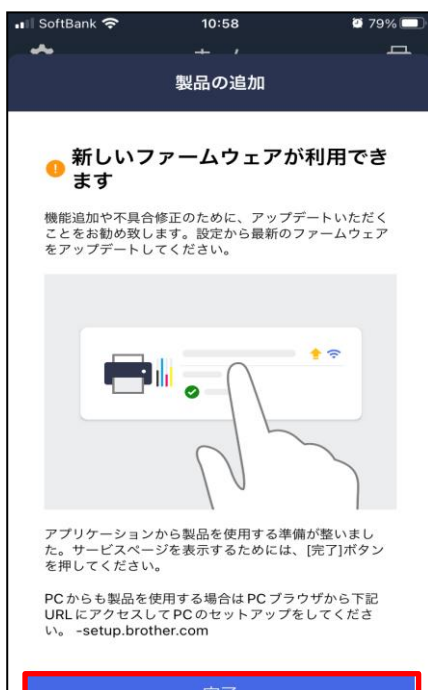 SoftBank 10:58 79%
製品の追加
新しいファームウェアが利用でき
ます
機能追加や不具合修正のために、アップデートいただく
ことをお勧め致します。設定から最新のファームウェア
をアップデートしてください。
アプリケーションから製品を使用する準備が整いまし
た。サービスページを表示するためには、[完了]ボタン
を押してください。
PCからも製品を使用する場合はPCブラウザから下記
URLにアクセスしてPCのセットアップをしてくださ
い。 -setup.brother.com
完了